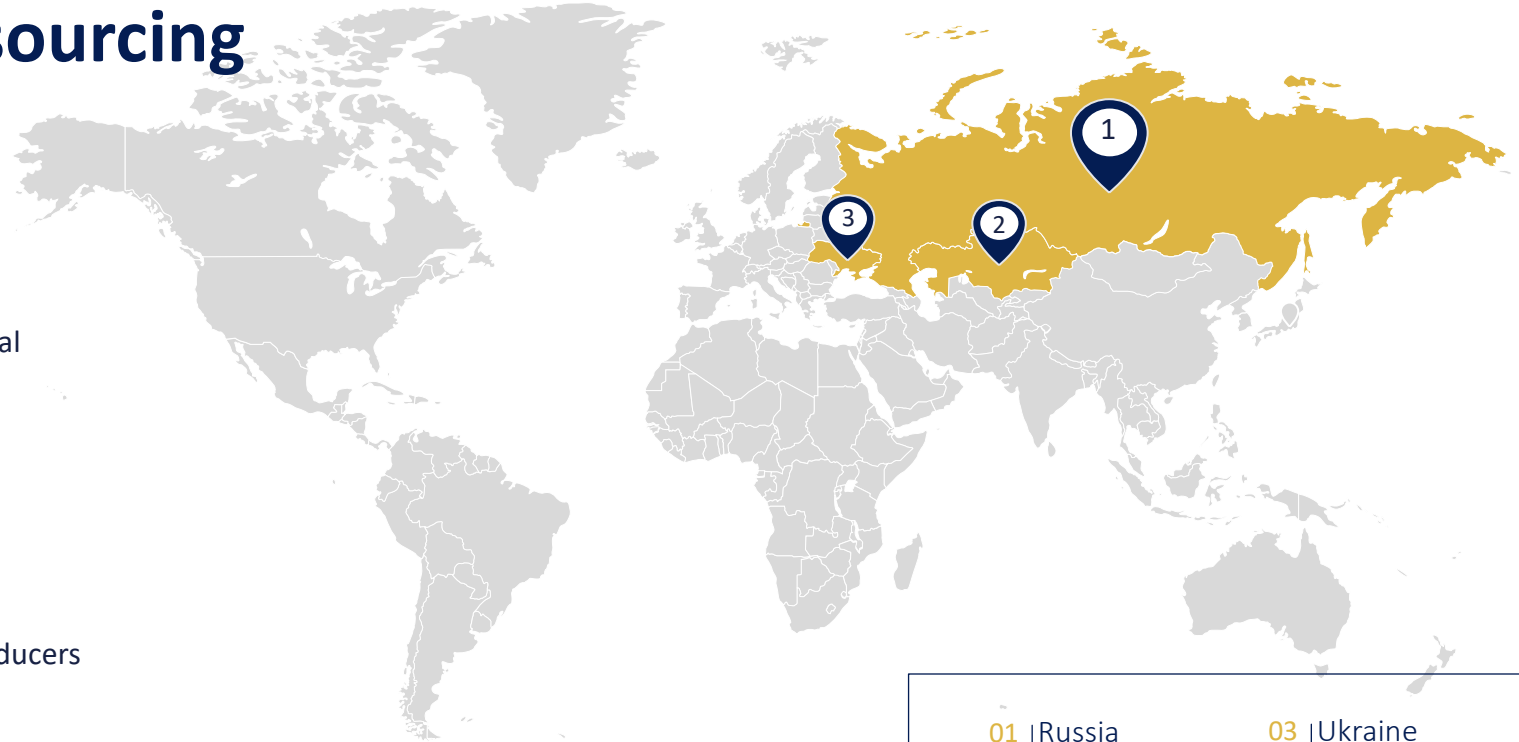 sourcing
1
3
2
al
ducers
01 | Russia
03 | Ukraine